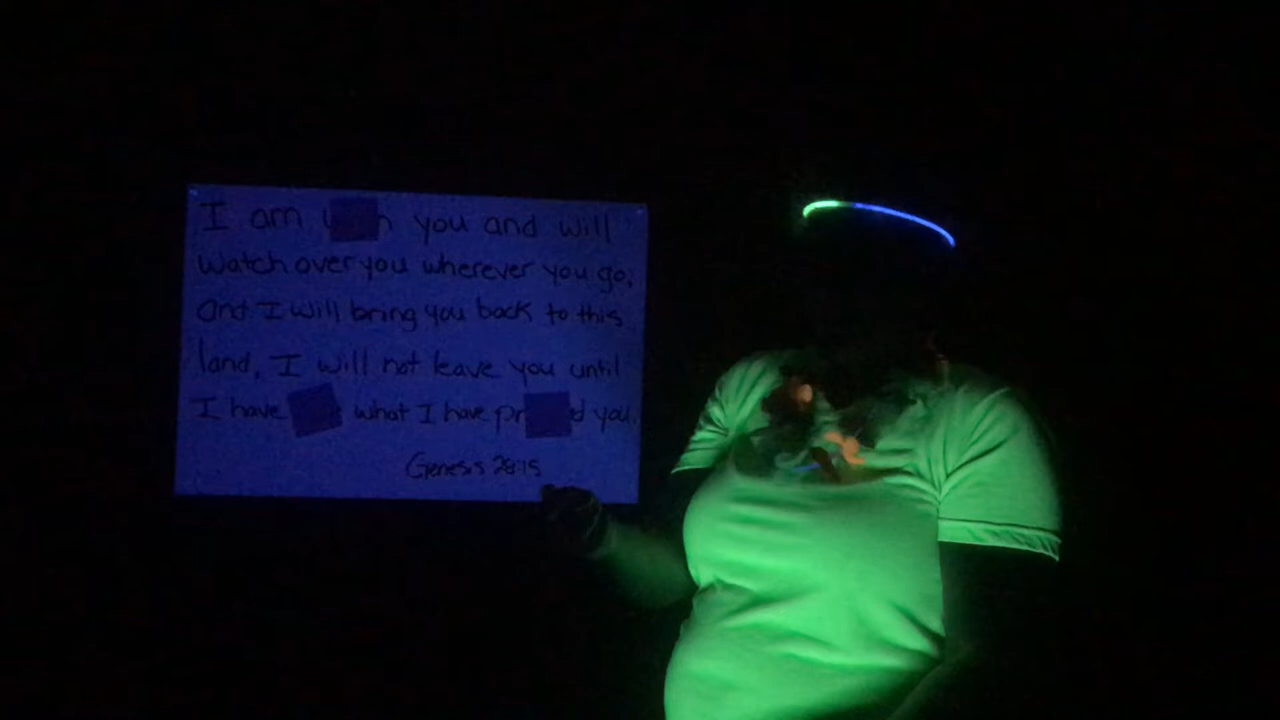 I am you and will
watch over you wherever you go,
and I will bring you back to this
land, I will not leave you until
I have what I have you.
Genesis 28:15